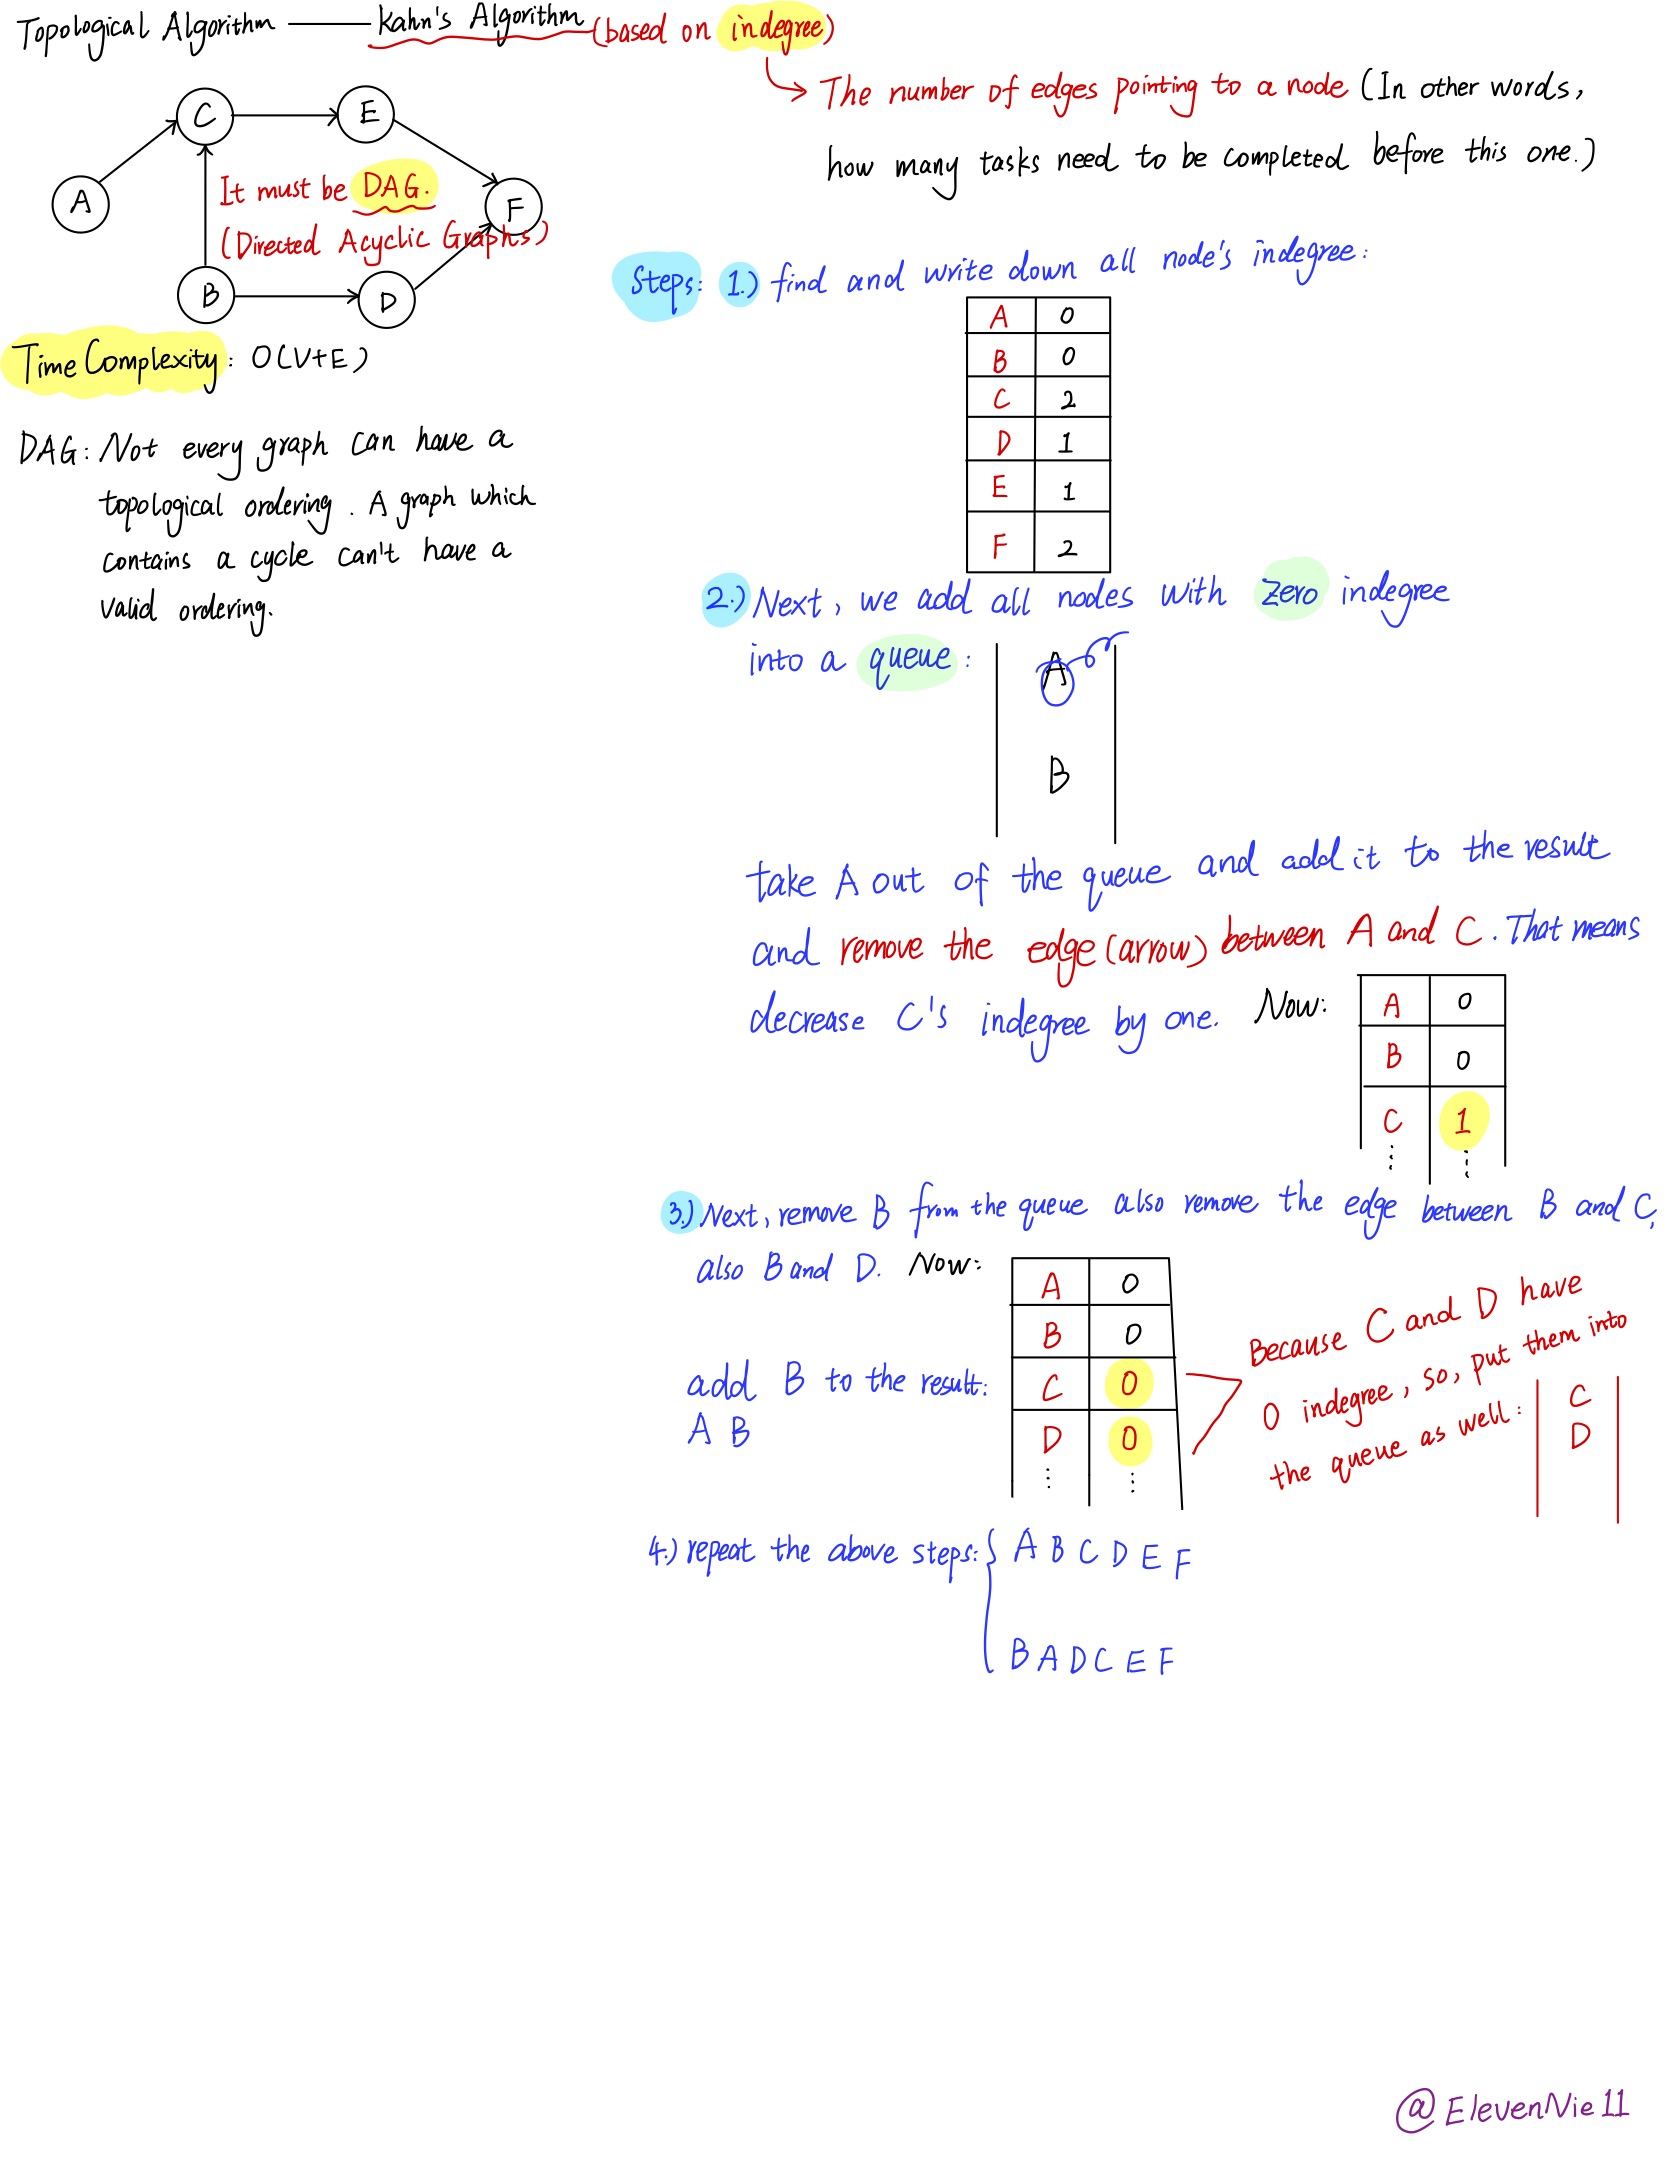 Topological Algorithm —— Kahn's Algorithm (based on indegree)
The number of edges pointing to a node (In other words,
how many tasks need to be completed before this one.)
C
E
A
It must be DAG.
(Directed Acyclic Graphs)
F
B
D
Time Complexity: O(V+E)
DAG: Not every graph can have a
topological ordering. A graph which
contains a cycle can't have a
valid ordering.
Steps: 1.) find and write down all node's indegree:
A 0
B 0
C 2
D 1
E 1
F 2
2.) Next, we add all nodes with zero indegree
into a queue:
A
B
take A out of the queue and add it to the result
and remove the edge (arrow) between A and C. That means
decrease C's indegree by one. Now:
A 0
B 0
C 1
⋮ ⋮
3.) Next, remove B from the queue also remove the edge between B and C,
also B and D. Now:
A 0
B 0
C 0
D 0
⋮ ⋮
add B to the result:
A B
Because C and D have
0 indegree, so, put them into
the queue as well:
C
D
4.) repeat the above steps: { A B C D E F
B A D C E F
@ElevenNie11